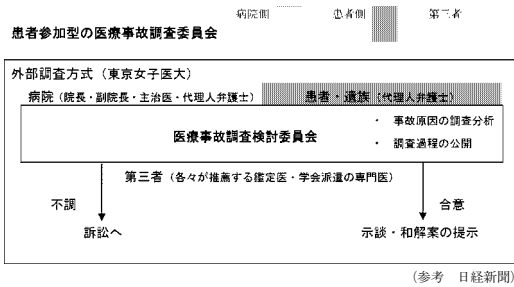 病院側 患者側 第三者
患者参加型の医療事故調査委員会
外部調査方式（東京女子医大）
病院（院長・副院長・主治医・代理人弁護士） 患者・遺族（代理人弁護士）
医療事故調査検討委員会
・ 事故原因の調査分析
・ 調査過程の公開
第三者（各々が推薦する鑑定医・学会派遣の専門医）
不調 合意
訴訟へ 示談・和解案の提示
（参考 日経新聞）